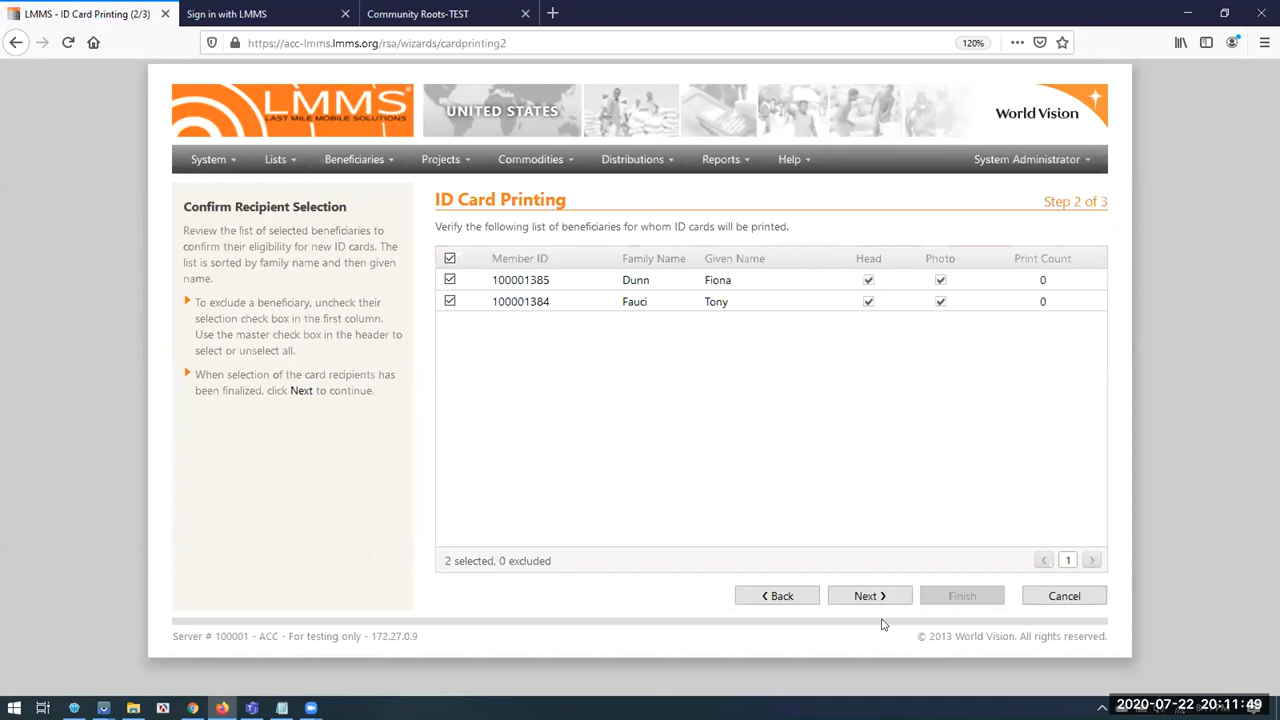 LMMS - ID Card Printing (2/3)
Sign in with LMMS
Community Roots-TEST
https://acc-lmms.lmms.org/rsa/wizards/cardprinting2
120%
LMMS®
LAST MILE MOBILE SOLUTIONS
UNITED STATES
World Vision
System
Lists
Beneficiaries
Projects
Commodities
Distributions
Reports
Help
System Administrator
Confirm Recipient Selection
Review the list of selected beneficiaries to
confirm their eligibility for new ID cards. The
list is sorted by family name and then given
name.
To exclude a beneficiary, uncheck their
selection check box in the first column.
Use the master check box in the header to
select or unselect all.
When selection of the card recipients has
been finalized, click Next to continue.
ID Card Printing
Step 2 of 3
Verify the following list of beneficiaries for whom ID cards will be printed.
Member ID Family Name Given Name Head Photo Print Count
100001385 Dunn Fiona 0
100001384 Fauci Tony 0
2 selected, 0 excluded
1
Back
Next
Finish
Cancel
Server # 100001 - ACC - For testing only - 172.27.0.9
© 2013 World Vision. All rights reserved.
2020-07-22 20:11:49